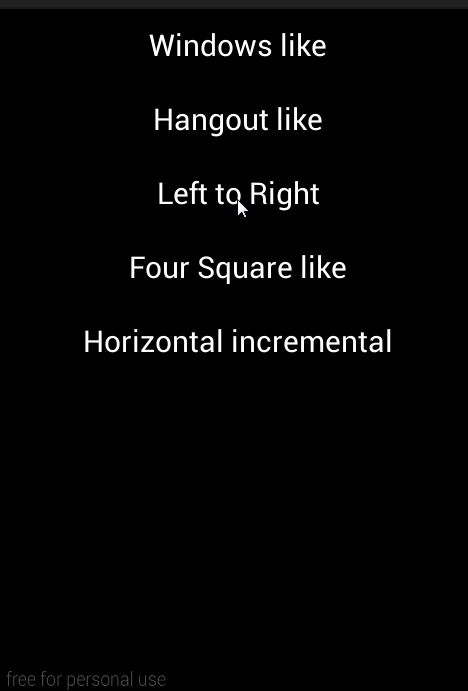 Windows like
Hangout like
Left to Right
Four Square like
Horizontal incremental
free for personal use